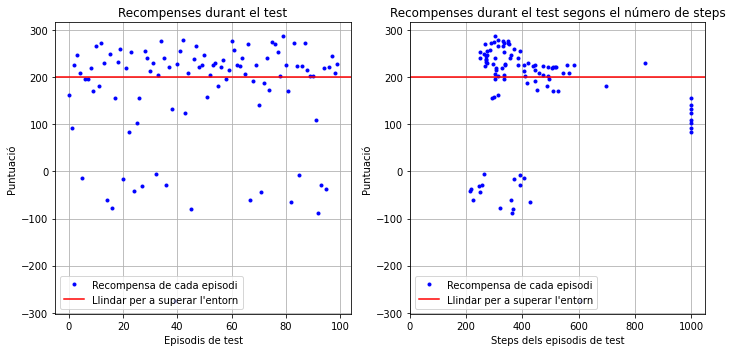 Recompenses durant el test
300
200
100
0
−100
−200
−300
Puntuació
0
20
40
60
80
100
Episodis de test
Recompensa de cada episodi
Llindar per a superar l'entorn
Recompenses durant el test segons el número de steps
300
200
100
0
−100
−200
−300
Puntuació
0
200
400
600
800
1000
Steps dels episodis de test
Recompensa de cada episodi
Llindar per a superar l'entorn